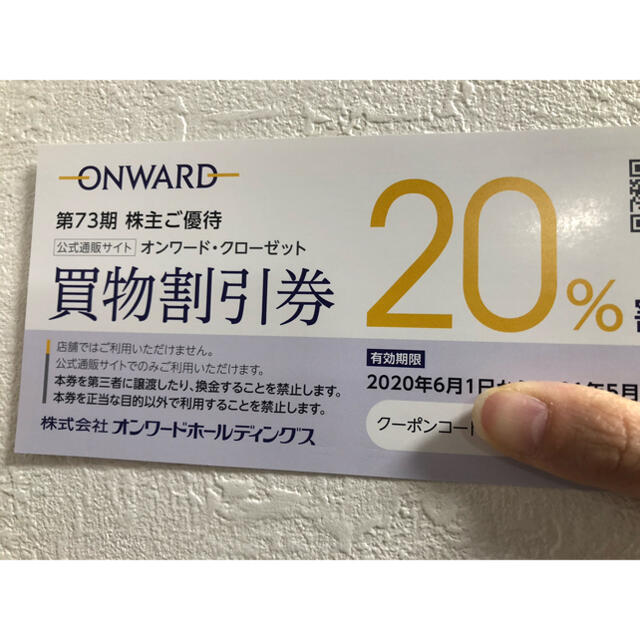 ONWARD
第73期 株主ご優待
公式通販サイト オンワード・クローゼット
買物割引券
20%
店舗ではご利用いただけません。
公式通販サイトでのみご利用いただけます。
本券を第三者に譲渡したり、換金することを禁止します。
本券を正当な目的以外で利用することを禁止します。
株式会社 オンワードホールディングス
有効期限
2020年6月1日か 年5月
クーポンコード